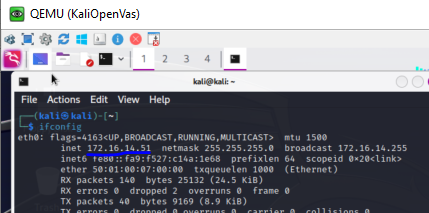 QEMU (KaliOpenVas)
1 2 3 4
kali@kali: ~
File Actions Edit View Help
(kali㉿kali)-[~]
$ ifconfig
eth0: flags=4163<UP,BROADCAST,RUNNING,MULTICAST> mtu 1500
inet 172.16.14.51 netmask 255.255.255.0 broadcast 172.16.14.255
inet6 fe80::fa9:f527:c14a:1e68 prefixlen 64 scopeid 0×20<link>
ether 50:01:00:07:00:00 txqueuelen 1000 (Ethernet)
RX packets 140 bytes 25132 (24.5 KiB)
RX errors 0 dropped 2 overruns 0 frame 0
TX packets 40 bytes 9169 (8.9 KiB)
TX errors 0 dropped 0 overruns 0 carrier 0 collisions 0